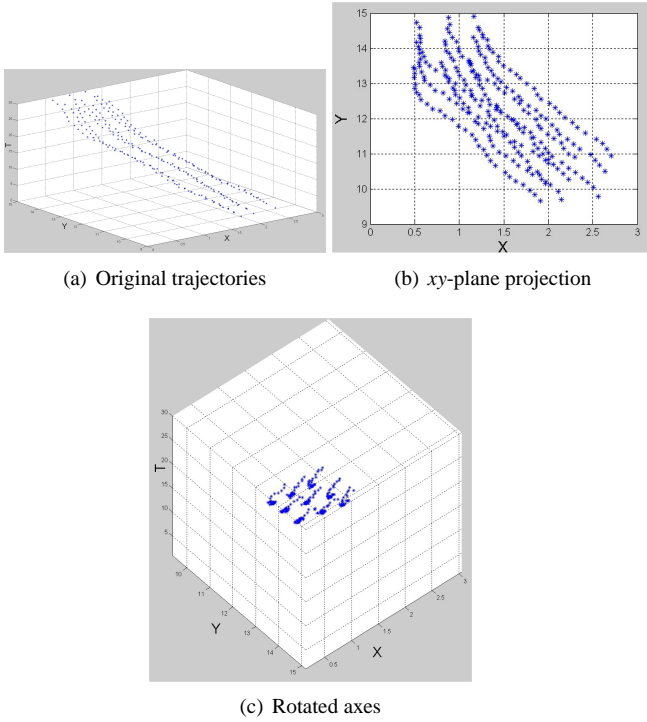 T
Y
X
(a) Original trajectories
15
14
13
12
11
10
9
Y
0 0.5 1 1.5 2 2.5 3
X
(b) xy-plane projection
30
25
20
15
10
5
T
10
11
12
13
14
15
Y
0.5
1
1.5
2
2.5
3
X
(c) Rotated axes